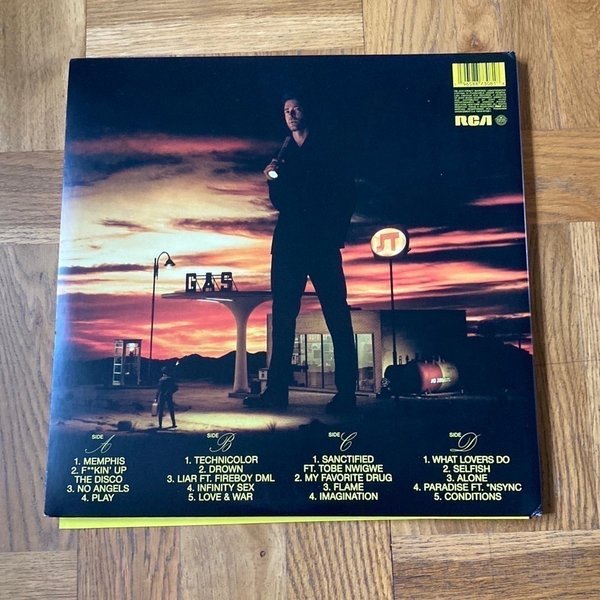 RCA
GAS
JT
SIDE A
1. MEMPHIS
2. F**KIN' UP
THE DISCO
3. NO ANGELS
4. PLAY
SIDE B
1. TECHNICOLOR
2. DROWN
3. LIAR FT. FIREBOY DML
4. INFINITY SEX
5. LOVE & WAR
SIDE C
1. SANCTIFIED
FT. TOBE NWIGWE
2. MY FAVORITE DRUG
3. FLAME
4. IMAGINATION
SIDE D
1. WHAT LOVERS DO
2. SELFISH
3. ALONE
4. PARADISE FT. *NSYNC
5. CONDITIONS